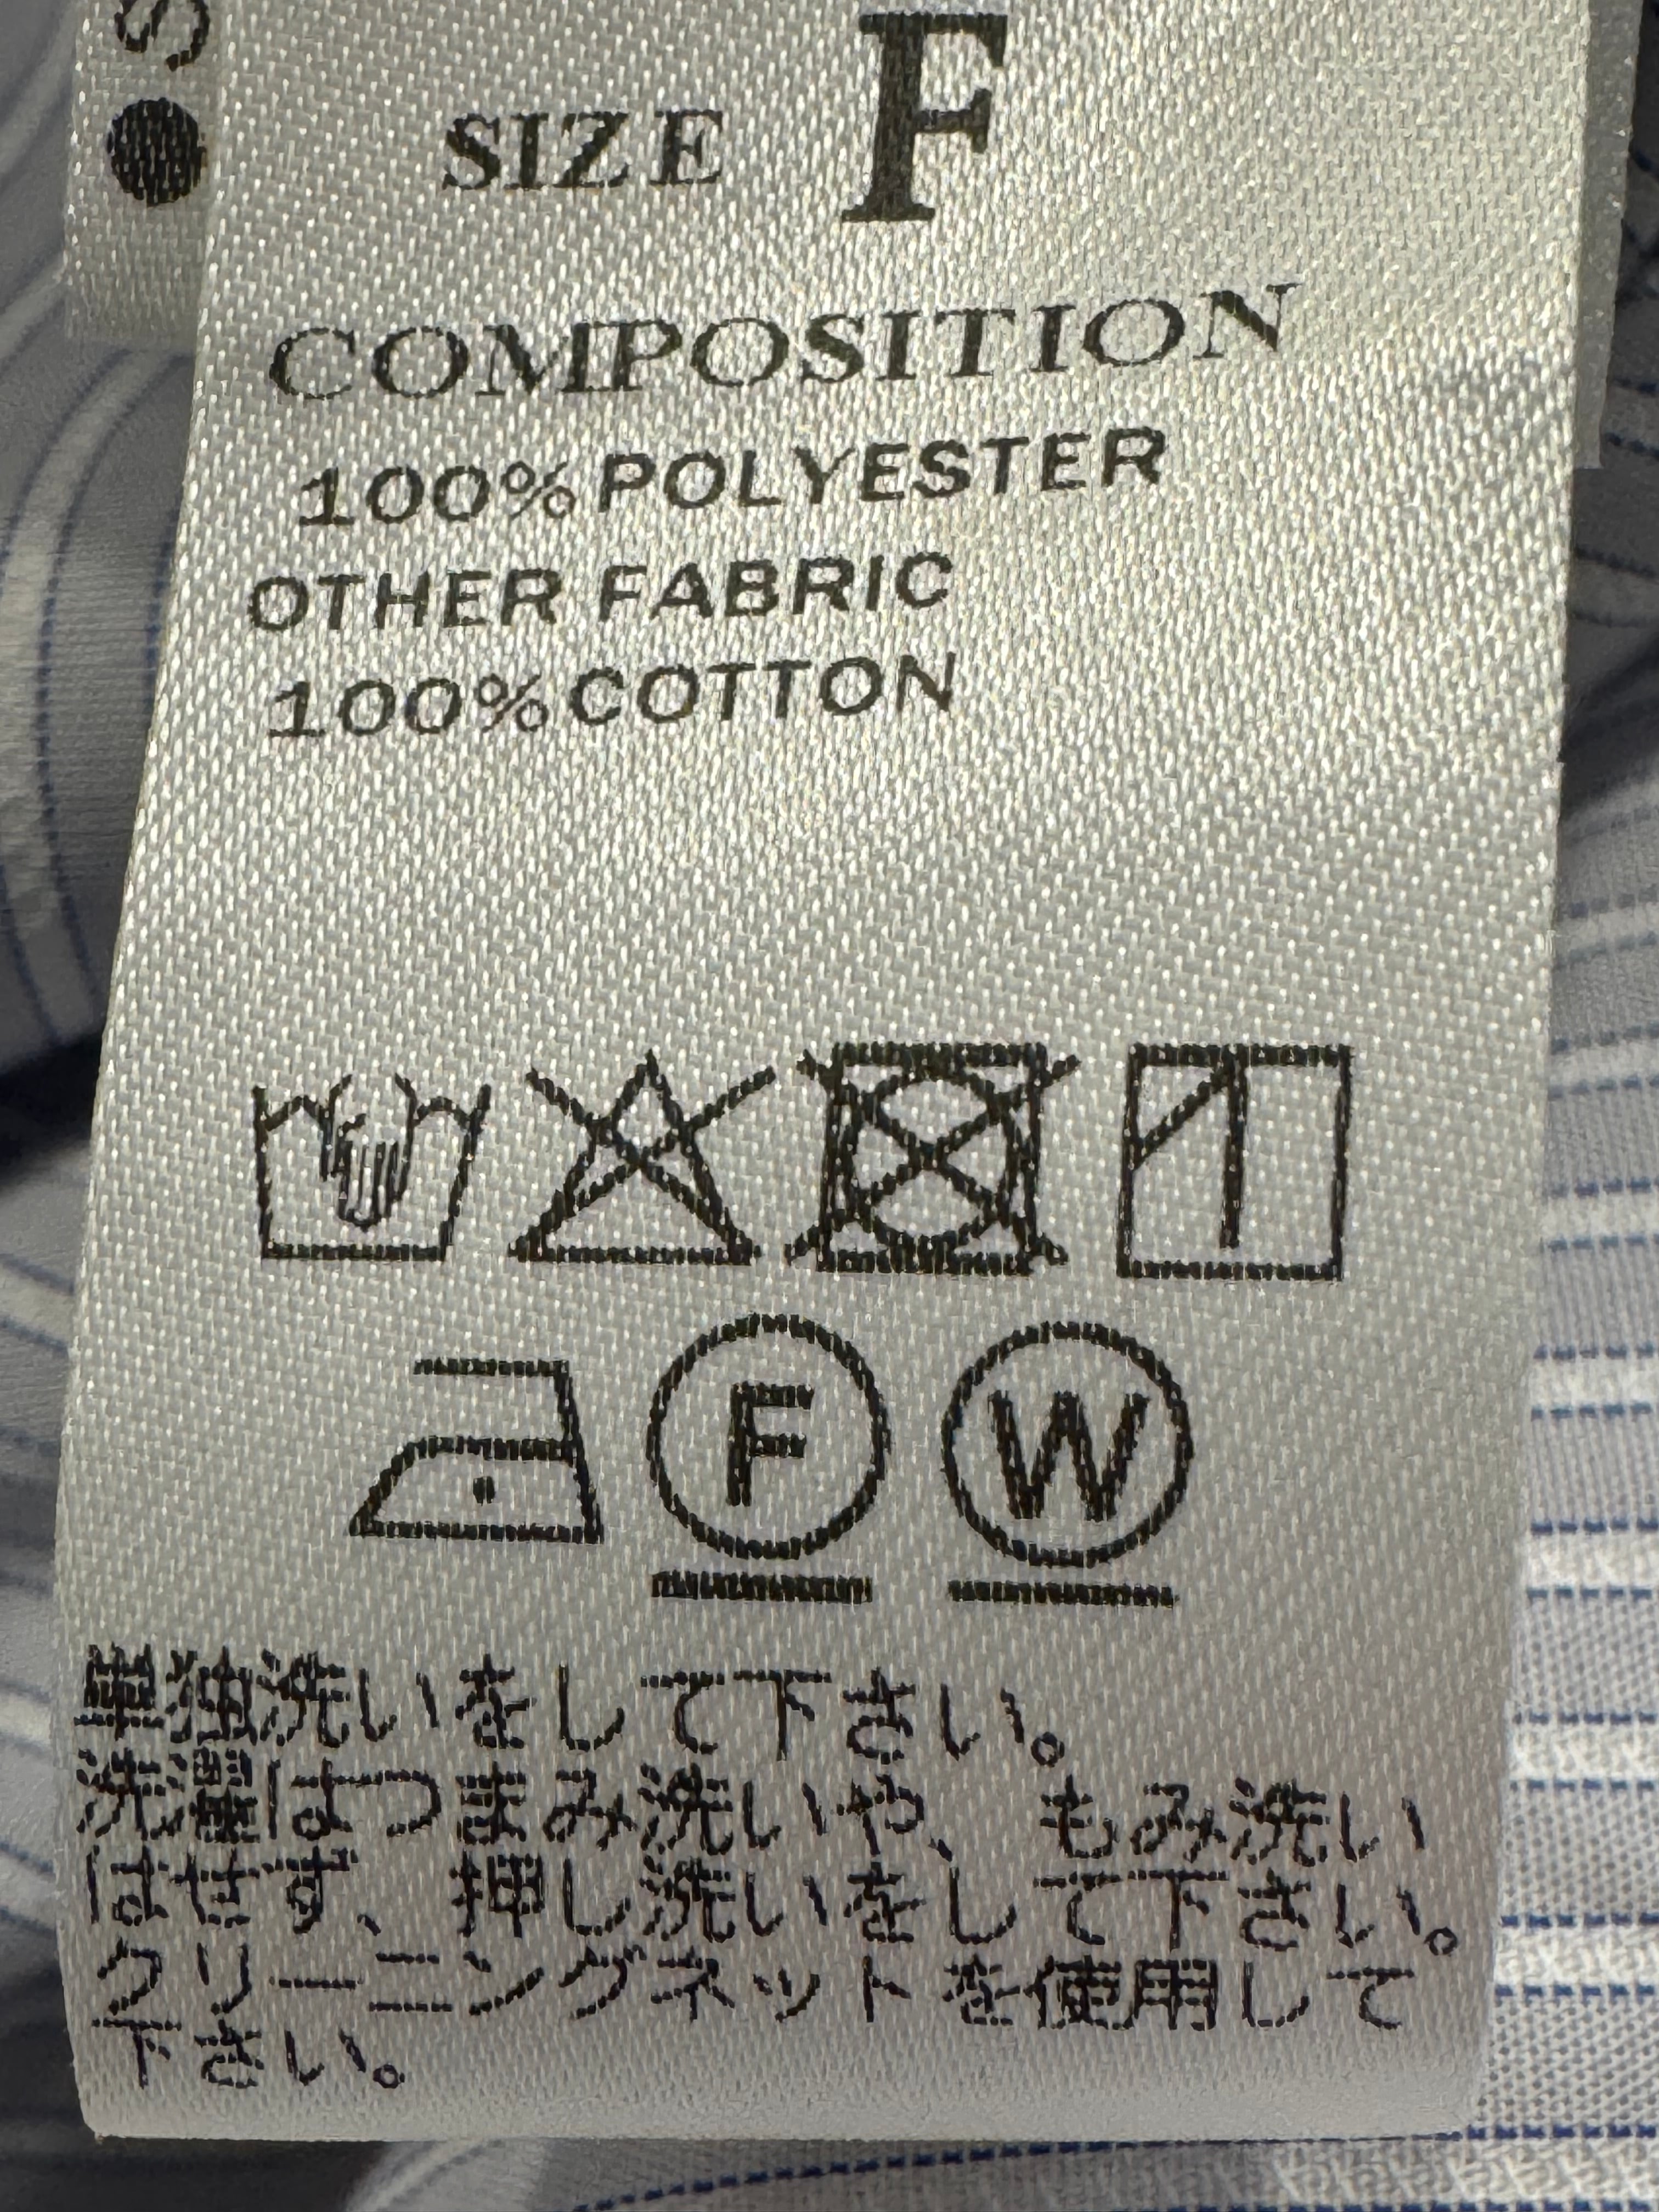 S
SIZE F
COMPOSITION
100% POLYESTER
OTHER FABRIC
100% COTTON
F W
単独洗いをして下さい。
洗濯はつまみ洗いや、もみ洗い
はせず、押し洗いをして下さい。
クリーニングネットを使用して
下さい。